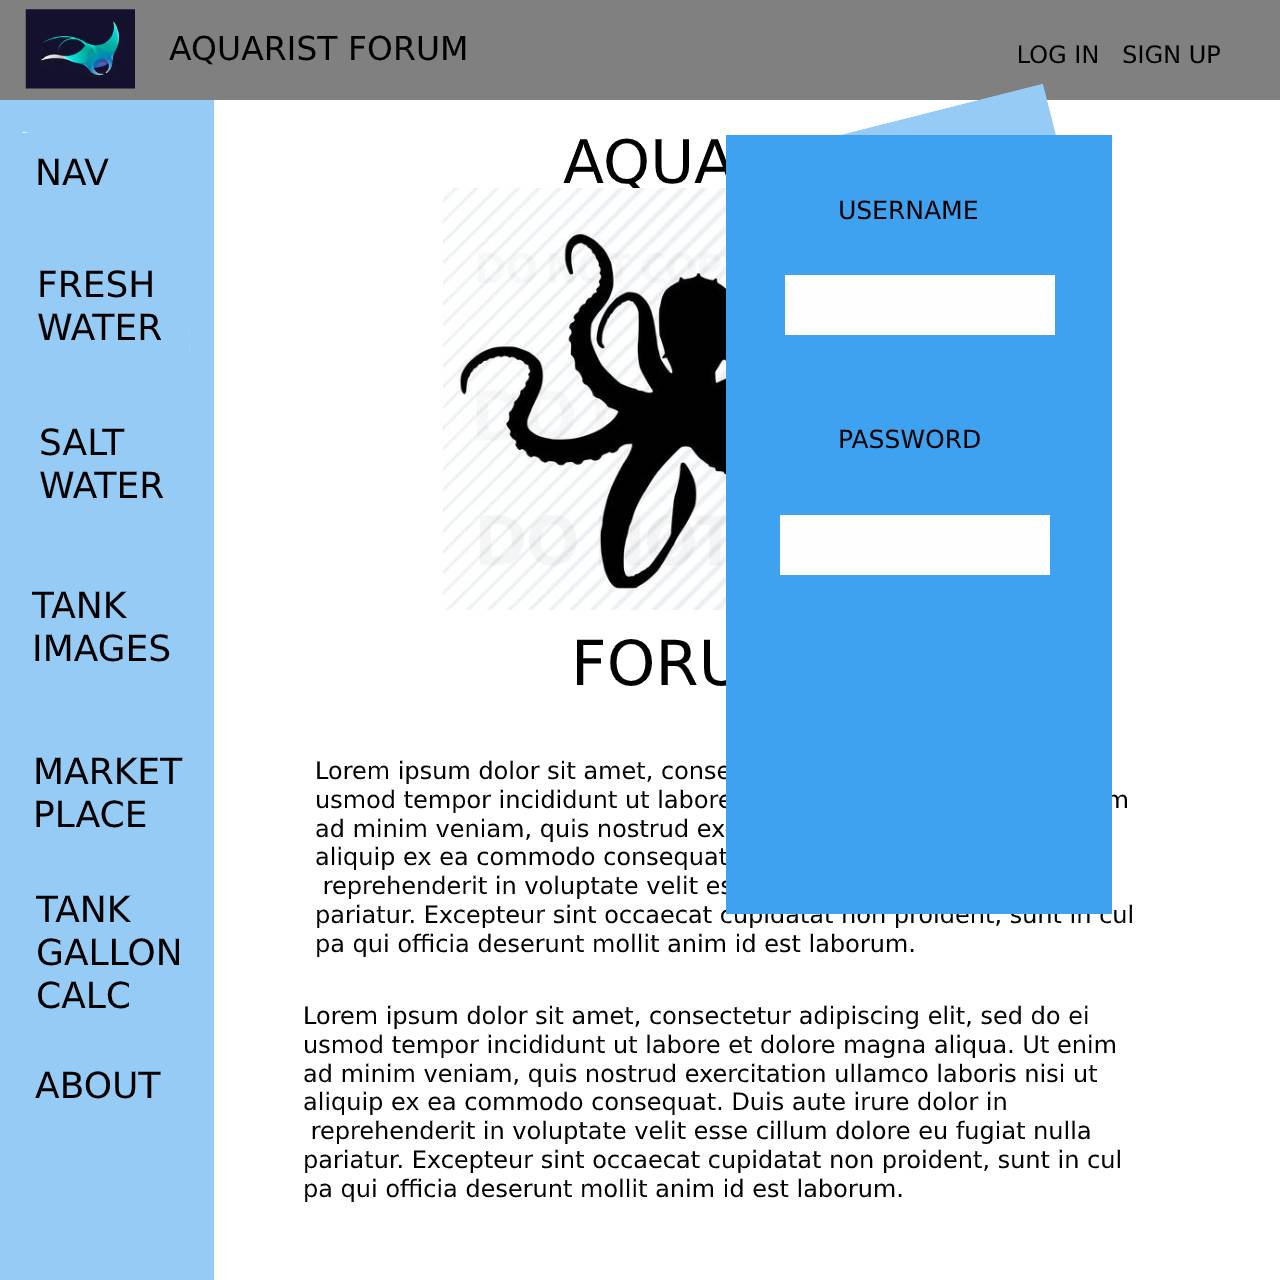 AQUARIST FORUM
LOG IN SIGN UP
NAV
FRESH
WATER
SALT
WATER
TANK
IMAGES
MARKET
PLACE
TANK
GALLON
CALC
ABOUT
AQUA
DO NOT
FORU
USERNAME
PASSWORD
Lorem ipsum dolor sit amet, conse
usmod tempor incididunt ut labore m
ad minim veniam, quis nostrud ex
aliquip ex ea commodo consequat
reprehenderit in voluptate velit es
pariatur. Excepteur sint occaecat cupidatat non proident, sunt in cul
pa qui officia deserunt mollit anim id est laborum.
Lorem ipsum dolor sit amet, consectetur adipiscing elit, sed do ei
usmod tempor incididunt ut labore et dolore magna aliqua. Ut enim
ad minim veniam, quis nostrud exercitation ullamco laboris nisi ut
aliquip ex ea commodo consequat. Duis aute irure dolor in
reprehenderit in voluptate velit esse cillum dolore eu fugiat nulla
pariatur. Excepteur sint occaecat cupidatat non proident, sunt in cul
pa qui officia deserunt mollit anim id est laborum.